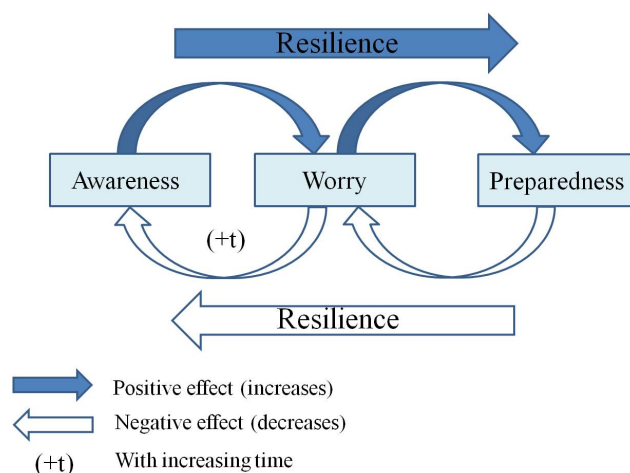 Resilience
Awareness
Worry
Preparedness
(+t)
Resilience
Positive effect (increases)
Negative effect (decreases)
(+t) With increasing time